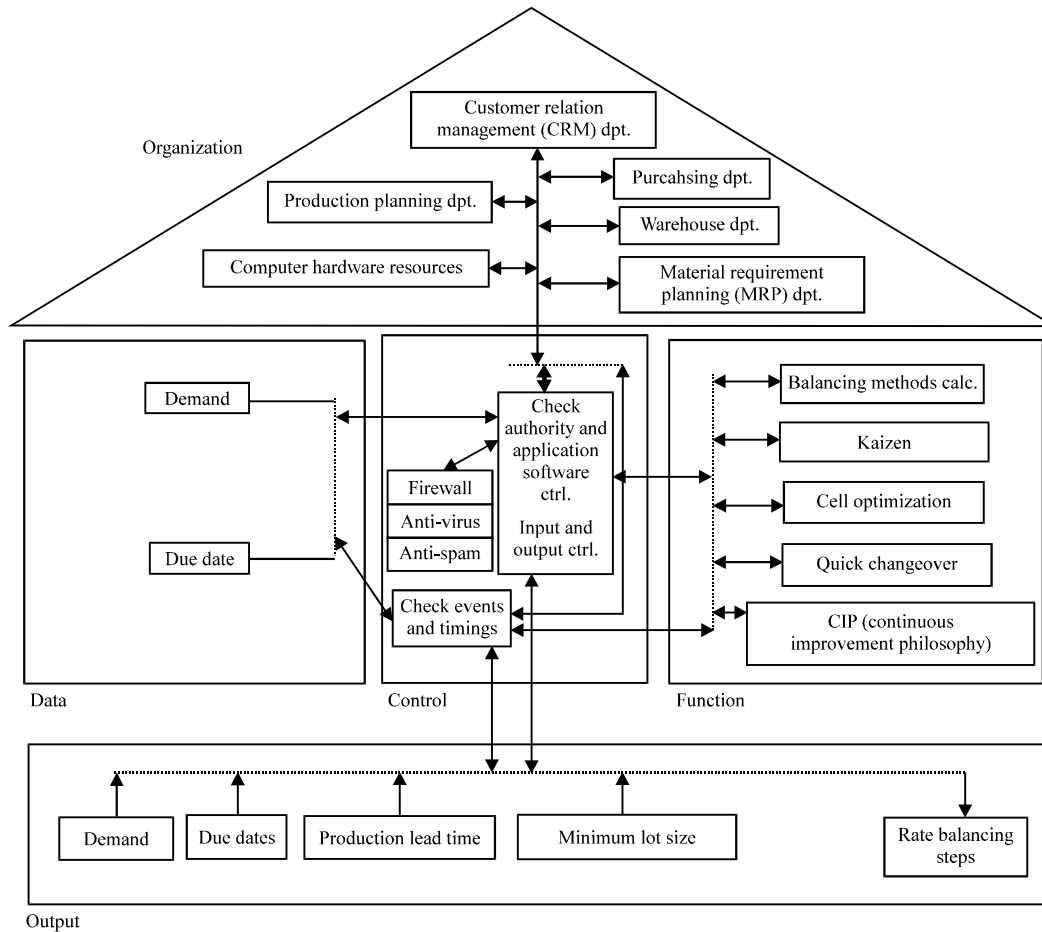 Customer relation
management (CRM) dpt.
Organization
Purcahsing dpt.
Production planning dpt.
Warehouse dpt.
Computer hardware resources
Material requirement
planning (MRP) dpt.
Demand
Due date
Data
Check
authority and
application
software
ctrl.
Input and
output ctrl.
Firewall
Anti-virus
Anti-spam
Check events
and timings
Control
Balancing methods calc.
Kaizen
Cell optimization
Quick changeover
CIP (continuous
improvement philosophy)
Function
Demand
Due dates
Production lead time
Minimum lot size
Rate balancing
steps
Output